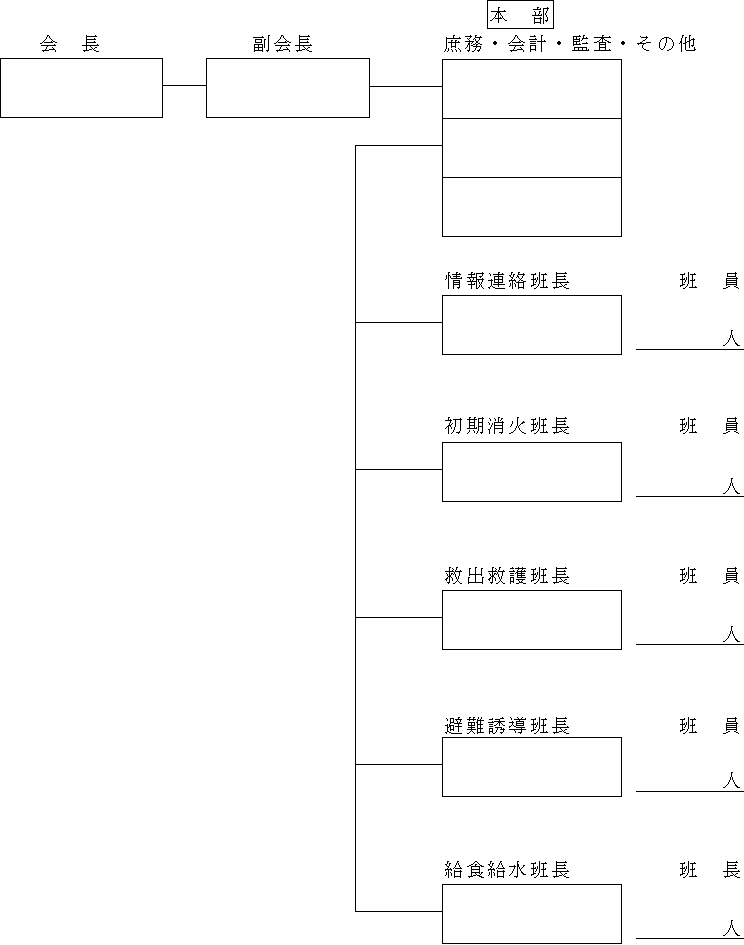 本　部
会　長　副会長　庶務・会計・監査・その他
情報連絡班長　班　員
人
初期消火班長　班　員
人
救出救護班長　班　員
人
避難誘導班長　班　員
人
給食給水班長　班　長
人